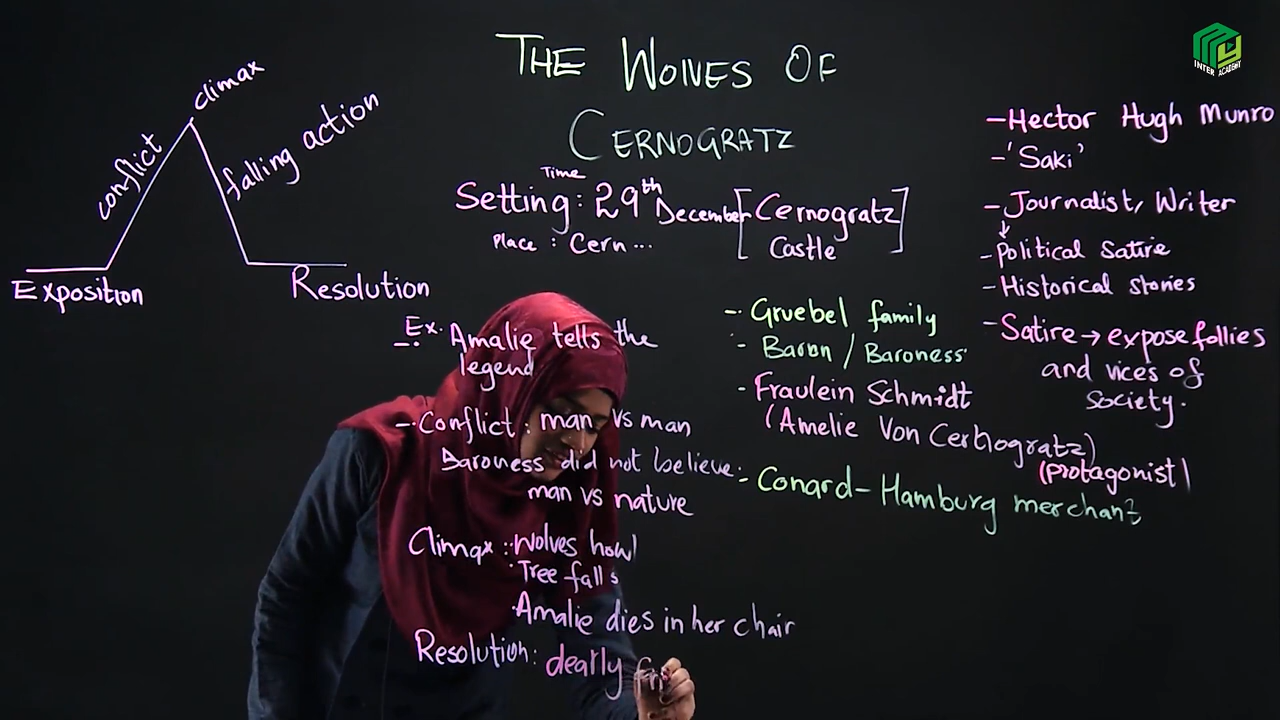 climax
conflict
falling action
Exposition
Resolution
THE WOLVES OF
CERNOGRATZ
Time
Setting: 29th December [Cernogratz
Castle]
Place : Cern...
Ex. Amalie tells the
legend
- Conflict : man vs man
Baroness did not believe
man vs nature
Climax : wolves howl
Tree falls
Amalie dies in her chair
Resolution: dearly
- Gruebel family
- Baron / Baroness
- Fraulein Schmidt
(Amelie Von Cernogratz)
(protagonist)
- Conard- Hamburg merchant
- Hector Hugh Munro
- 'Saki'
- Journalist/ Writer
↓
- Political Satire
- Historical stories
- Satire → expose follies
and vices of
society.
MY
INTER ACADEMY